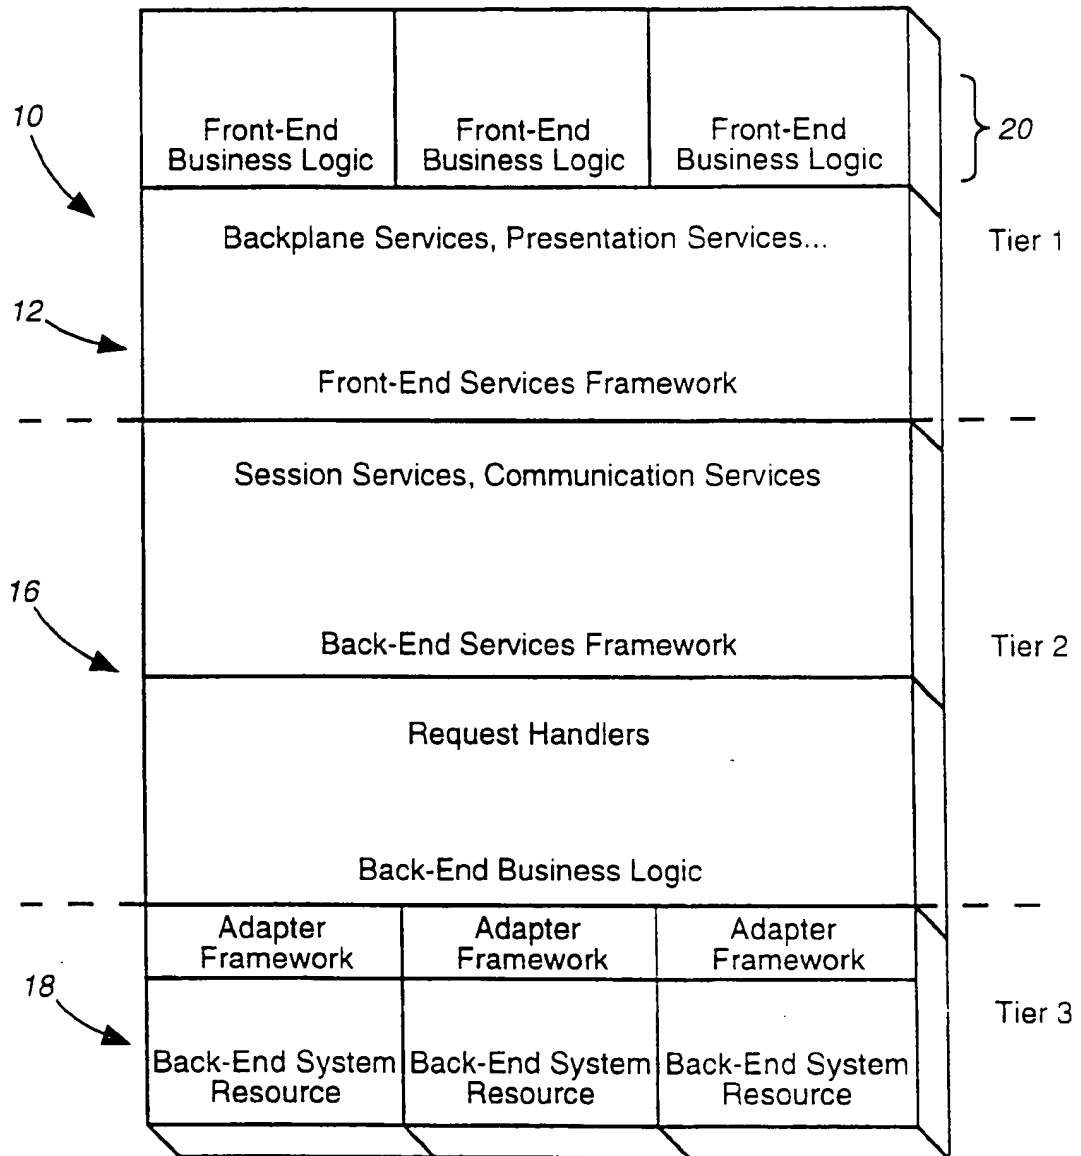 Front-End
Business Logic
Front-End
Business Logic
Front-End
Business Logic
20
10
Backplane Services, Presentation Services...
Tier 1
12
Front-End Services Framework
Session Services, Communication Services
16
Back-End Services Framework
Tier 2
Request Handlers
Back-End Business Logic
Adapter
Framework
Adapter
Framework
Adapter
Framework
18
Tier 3
Back-End System
Resource
Back-End System
Resource
Back-End System
Resource